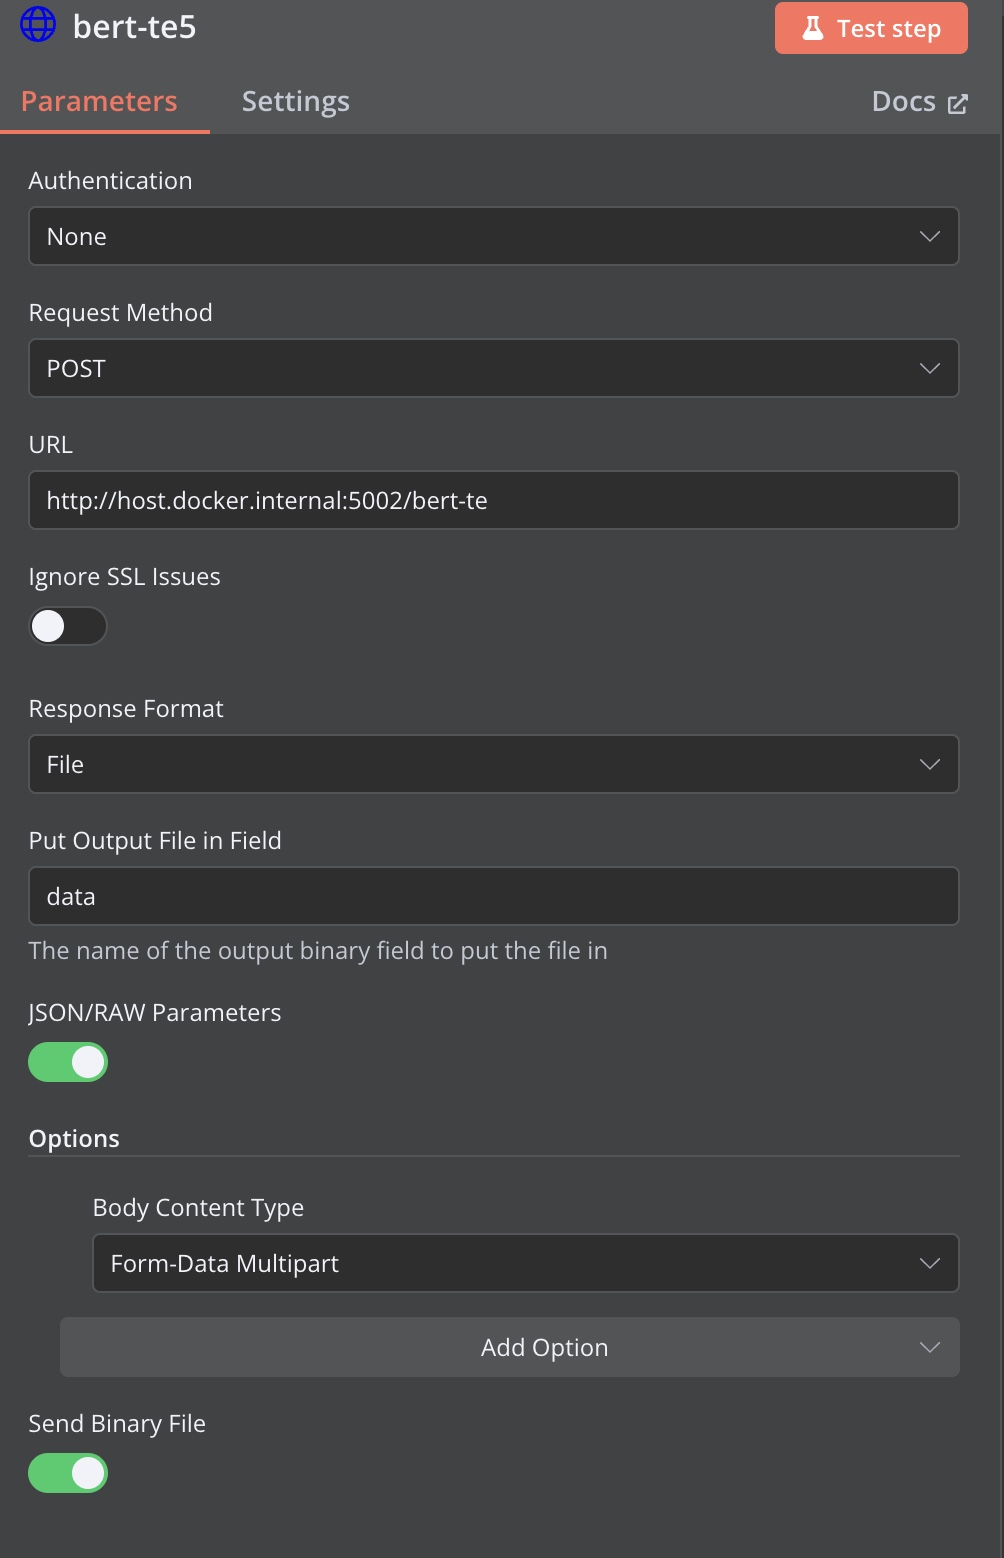 bert-te5
Test step
Parameters
Settings
Docs
Authentication
None
Request Method
POST
URL
http://host.docker.internal:5002/bert-te
Ignore SSL Issues
Response Format
File
Put Output File in Field
data
The name of the output binary field to put the file in
JSON/RAW Parameters
Options
Body Content Type
Form-Data Multipart
Add Option
Send Binary File